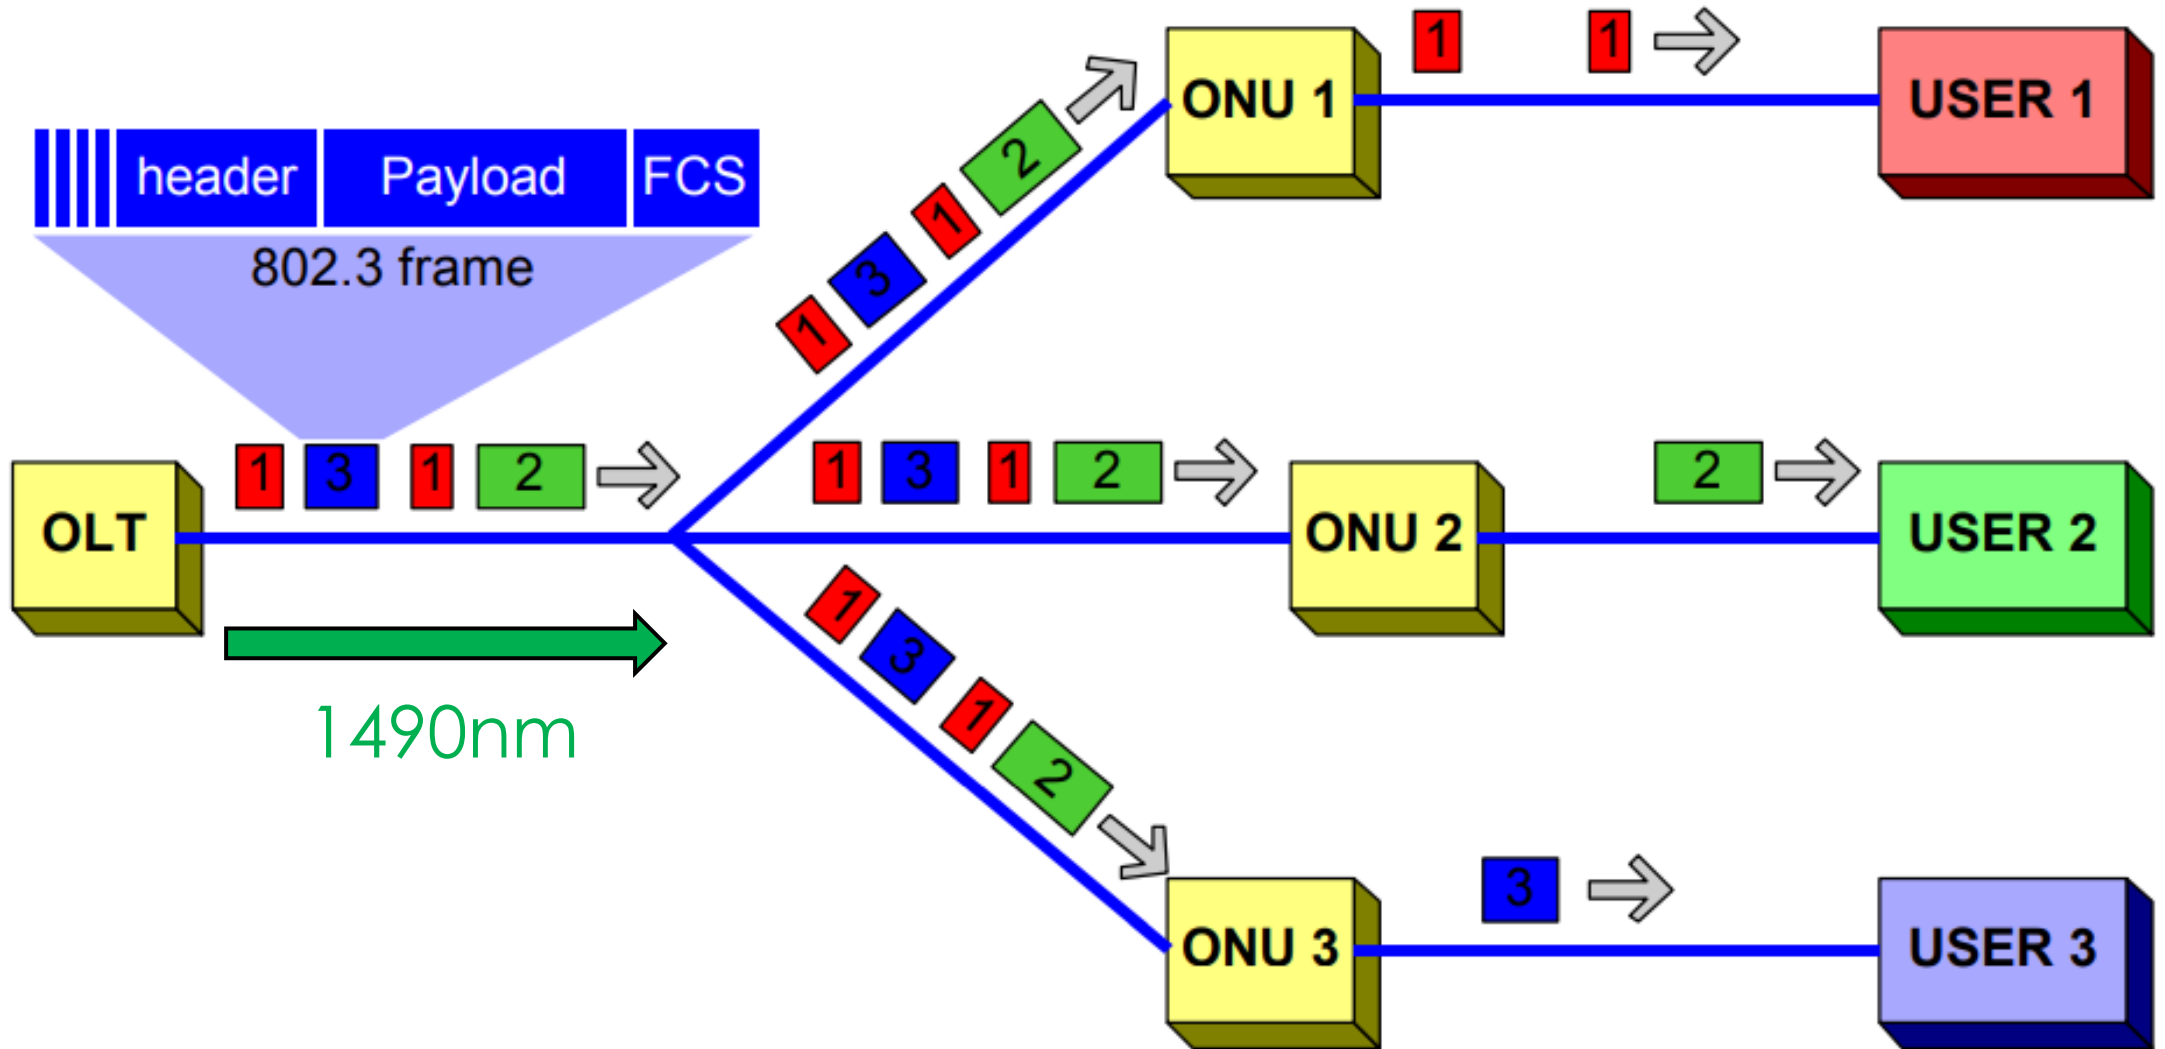 1 1
ONU 1 USER 1
2
1
3
1
header Payload FCS
802.3 frame
1 3 1 2
1 3 1 2
2
OLT
ONU 2 USER 2
1490nm
1
3
1
2
3
ONU 3 USER 3